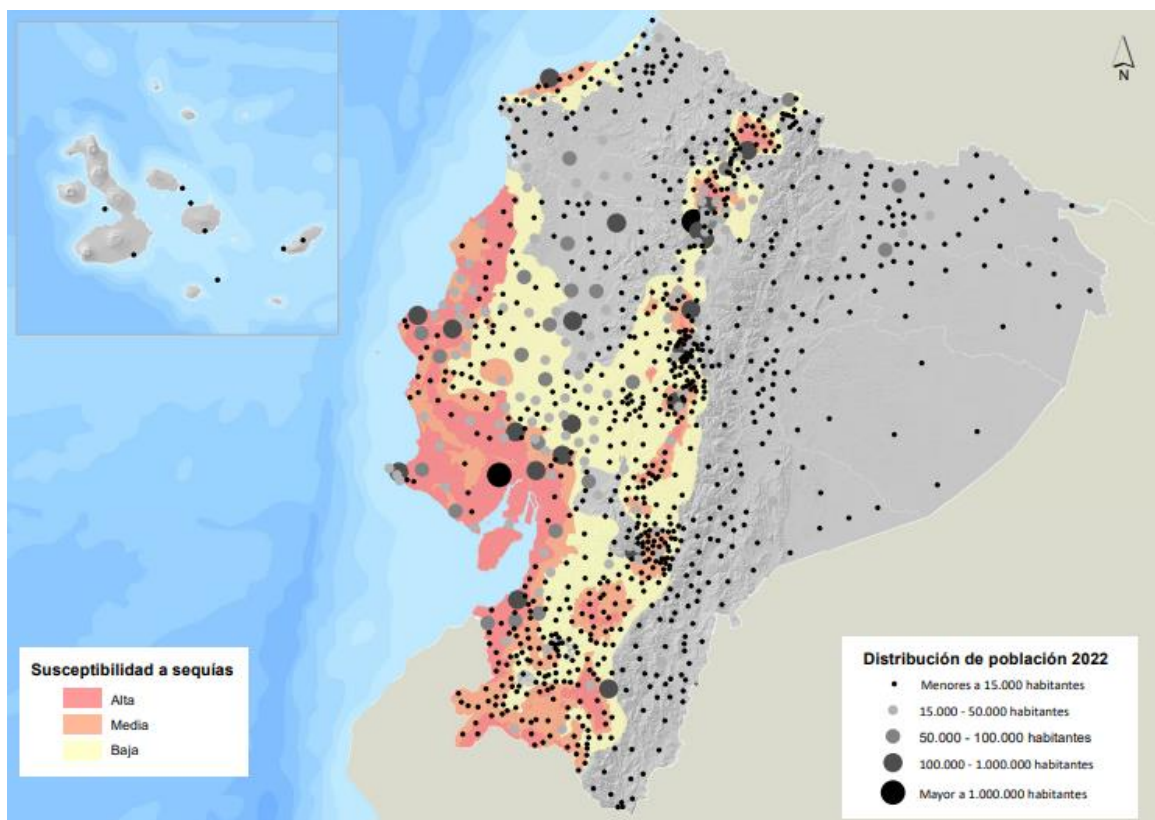 N
Susceptibilidad a sequías
Alta
Media
Baja
Distribución de población 2022
Menores a 15.000 habitantes
15.000 - 50.000 habitantes
50.000 - 100.000 habitantes
100.000 - 1.000.000 habitantes
Mayor a 1.000.000 habitantes